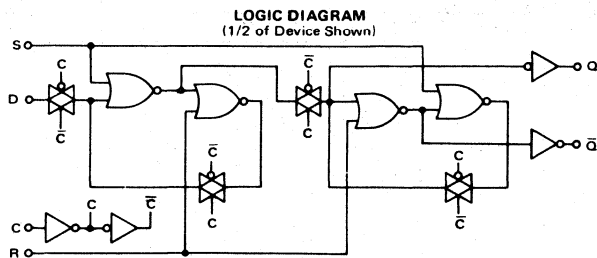 LOGIC DIAGRAM
(1/2 of Device Shown)
S
C
C̅
Q
D
C̅
C
Q̅
C̅
C
C
C̅
C
C
C̅
R